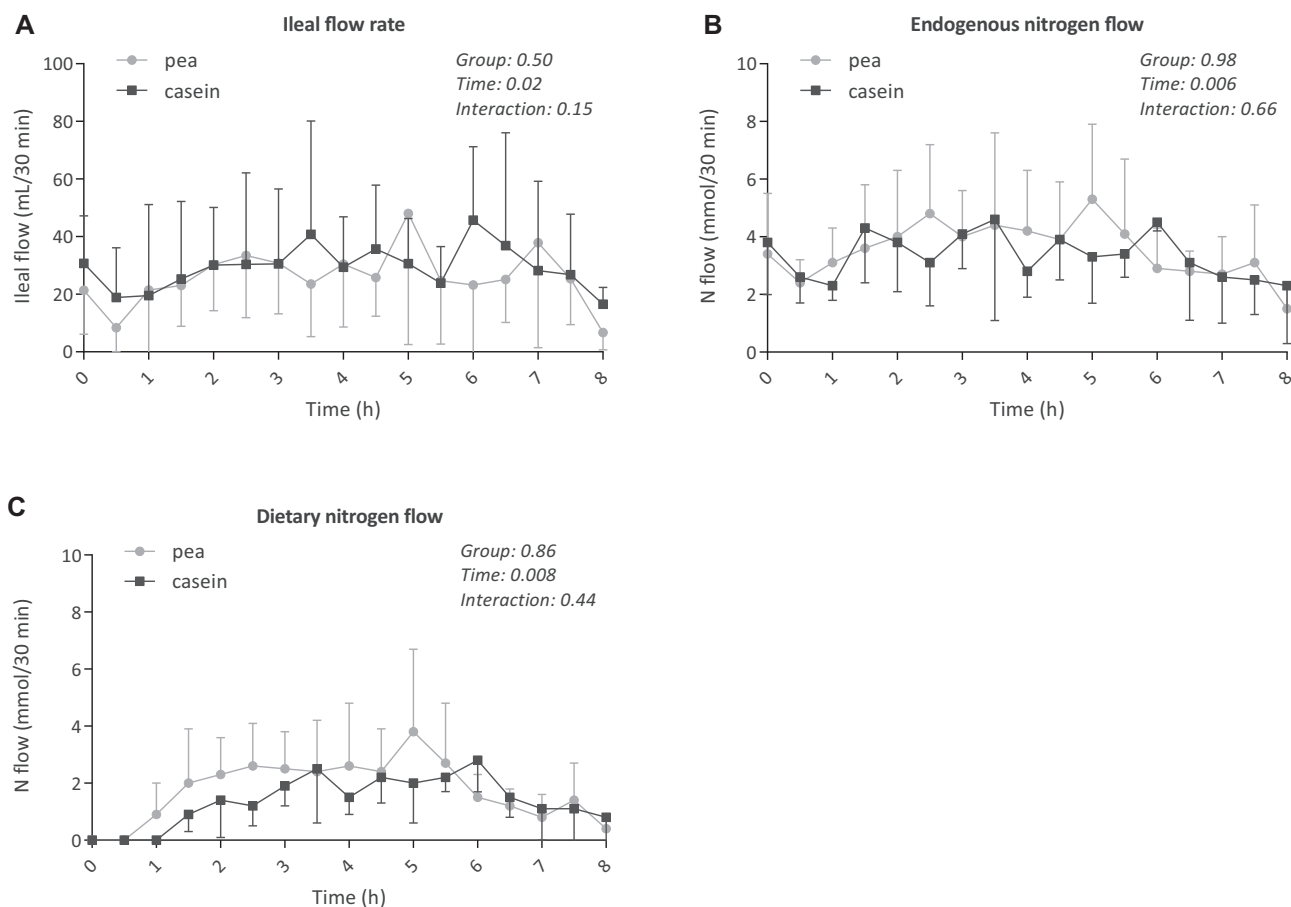 A
Ileal flow rate
pea
casein
Group: 0.50
Time: 0.02
Interaction: 0.15
Ileal flow (mL/30 min)
100
80
60
40
20
0
0 1 2 3 4 5 6 7 8
Time (h)
B
Endogenous nitrogen flow
pea
casein
Group: 0.98
Time: 0.006
Interaction: 0.66
N flow (mmol/30 min)
10
8
6
4
2
0
0 1 2 3 4 5 6 7 8
Time (h)
C
Dietary nitrogen flow
pea
casein
Group: 0.86
Time: 0.008
Interaction: 0.44
N flow (mmol/30 min)
10
8
6
4
2
0
0 1 2 3 4 5 6 7 8
Time (h)